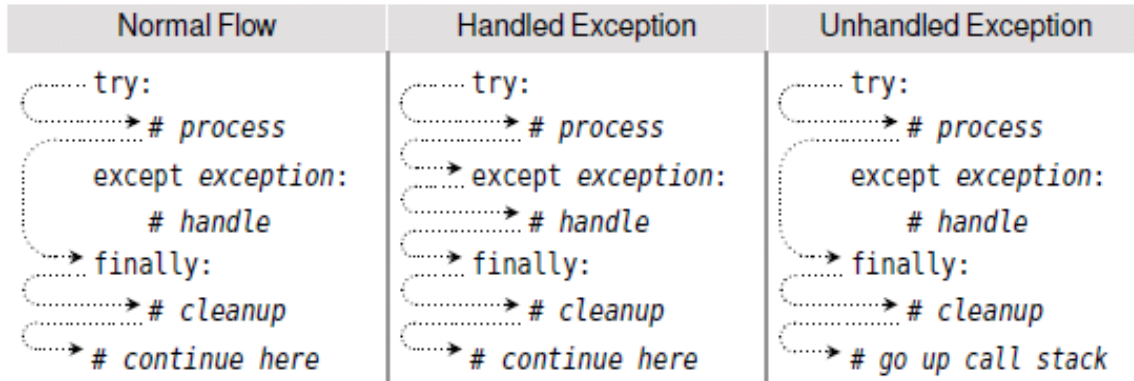 Normal Flow
Handled Exception
Unhandled Exception
try:
# process
except exception:
# handle
finally:
# cleanup
# continue here
try:
# process
except exception:
# handle
finally:
# cleanup
# continue here
try:
# process
except exception:
# handle
finally:
# cleanup
# go up call stack